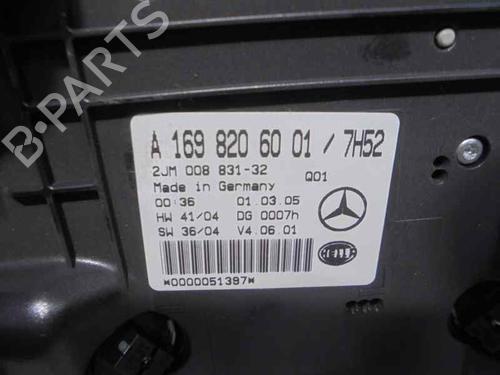 A 169 820 60 01 / 7H52
2JM 008 831-32 Q01
Made in Germany
00:36 01.03.05
HW 41/04 DG 0007h
SW 36/04 V4.06.01
HELLA
*0000051397*
B-PARTS